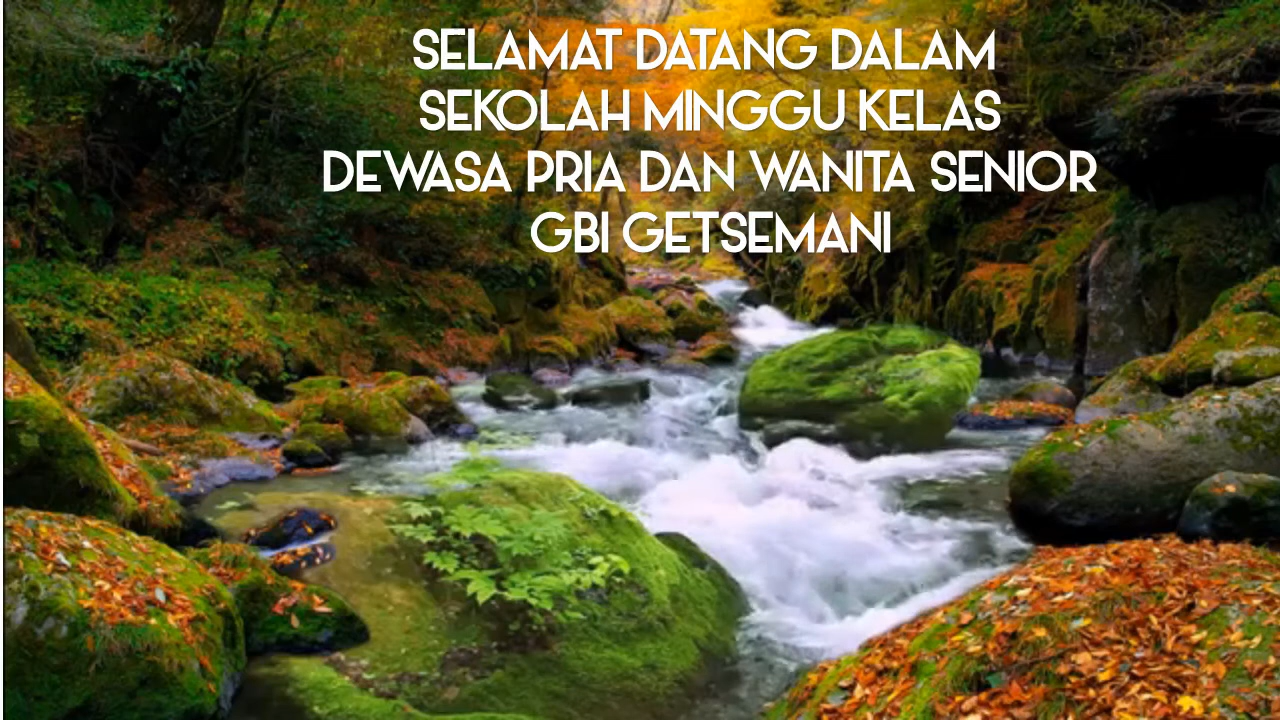 SELAMAT DATANG DALAM
SEKOLAH MINGGU KELAS
DEWASA PRIA DAN WANITA SENIOR
GBI GETSEMANI